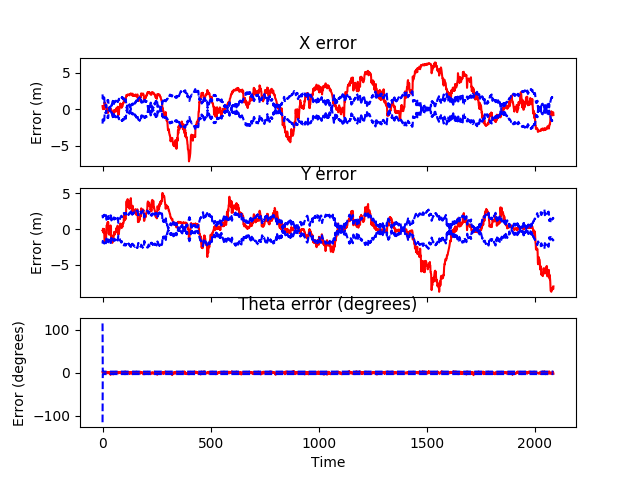 X error
5
0
−5
Error (m)
Y error
5
0
−5
Error (m)
Theta error (degrees)
100
0
−100
Error (degrees)
0 500 1000 1500 2000
Time